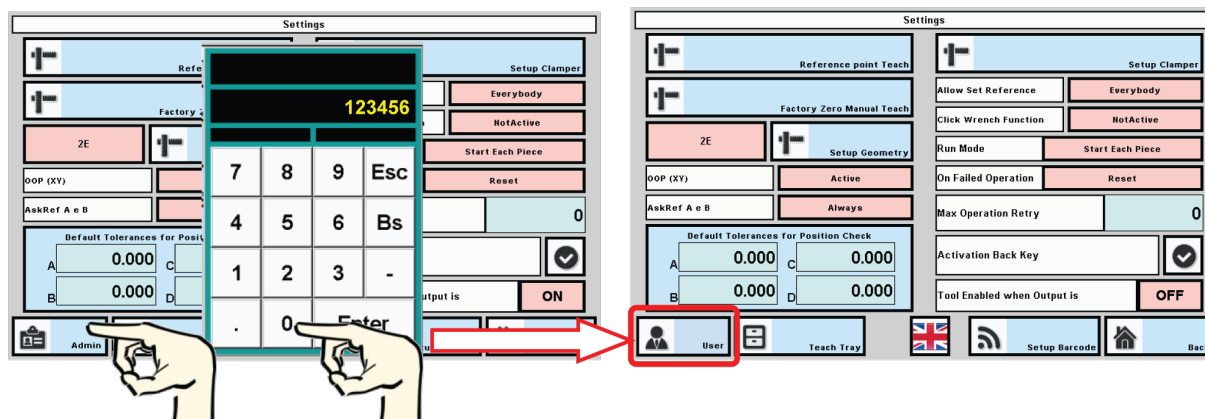 Settings
Refe
Setup Clamper
Everybody
Factory
NotActive
2E
Start Each Piece
OOP (XY)
Reset
AskRef A e B
0
Default Tolerances for Posi
A 0.000 C
B 0.000 D
utput is ON
Admin
123456
7 8 9 Esc
4 5 6 Bs
1 2 3 -
. 0 Enter
Settings
Reference point Teach
Factory Zero Manual Teach
2E
Setup Geometry
OOP (XY) Active
AskRef A e B Always
Default Tolerances for Position Check
A 0.000 C 0.000
B 0.000 D 0.000
Setup Clamper
Allow Set Reference Everybody
Click Wrench Function NotActive
Run Mode Start Each Piece
On Failed Operation Reset
Max Operation Retry 0
Activation Back Key
Tool Enabled when Output is OFF
User
Teach Tray
Setup Barcode
Bac